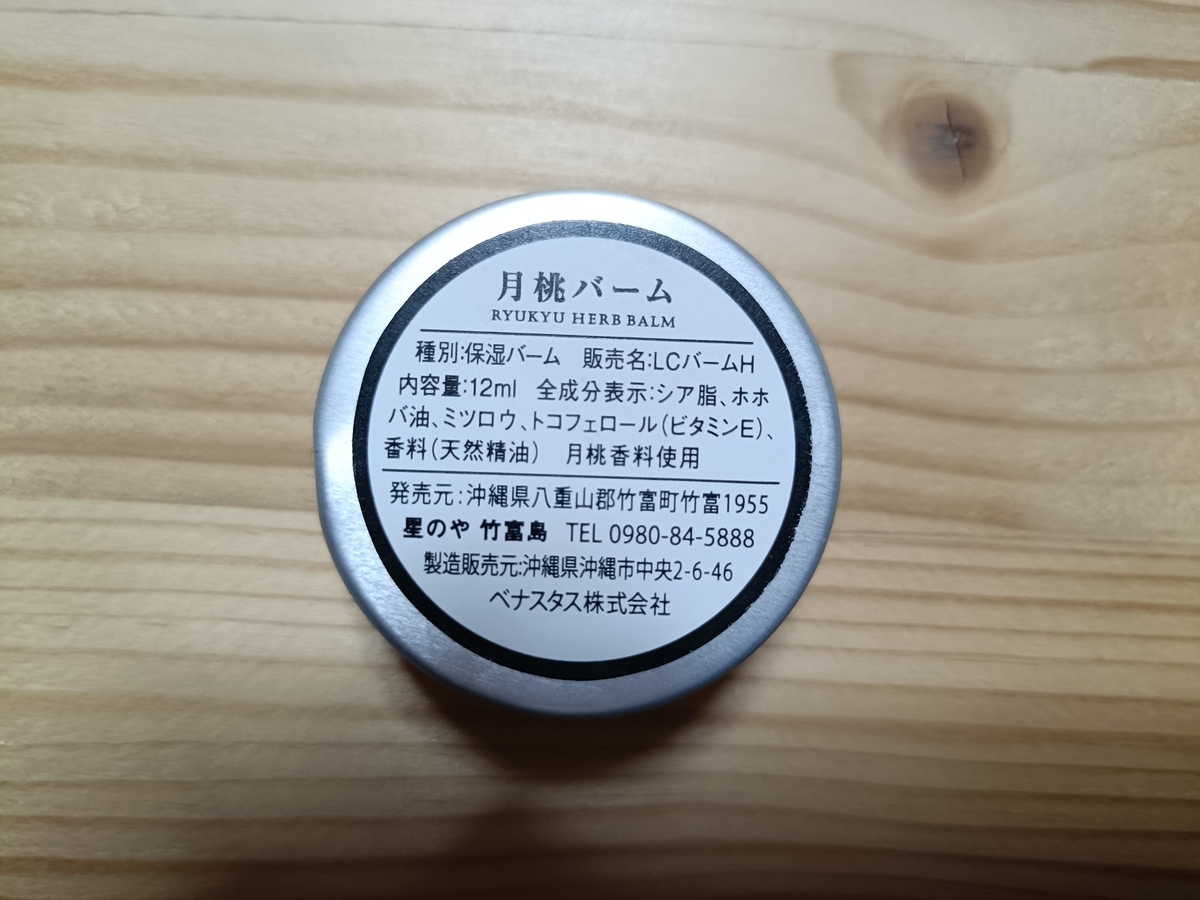 月桃バーム
RYUKYU HERB BALM
種別:保湿バーム 販売名:LCバームH
内容量:12ml 全成分表示:シア脂、ホホ
バ油、ミツロウ、トコフェロール(ビタミンE)、
香料(天然精油) 月桃香料使用
発売元:沖縄県八重山郡竹富町竹富1955
星のや 竹富島 TEL 0980-84-5888
製造販売元:沖縄県沖縄市中央2-6-46
ベナスタス株式会社